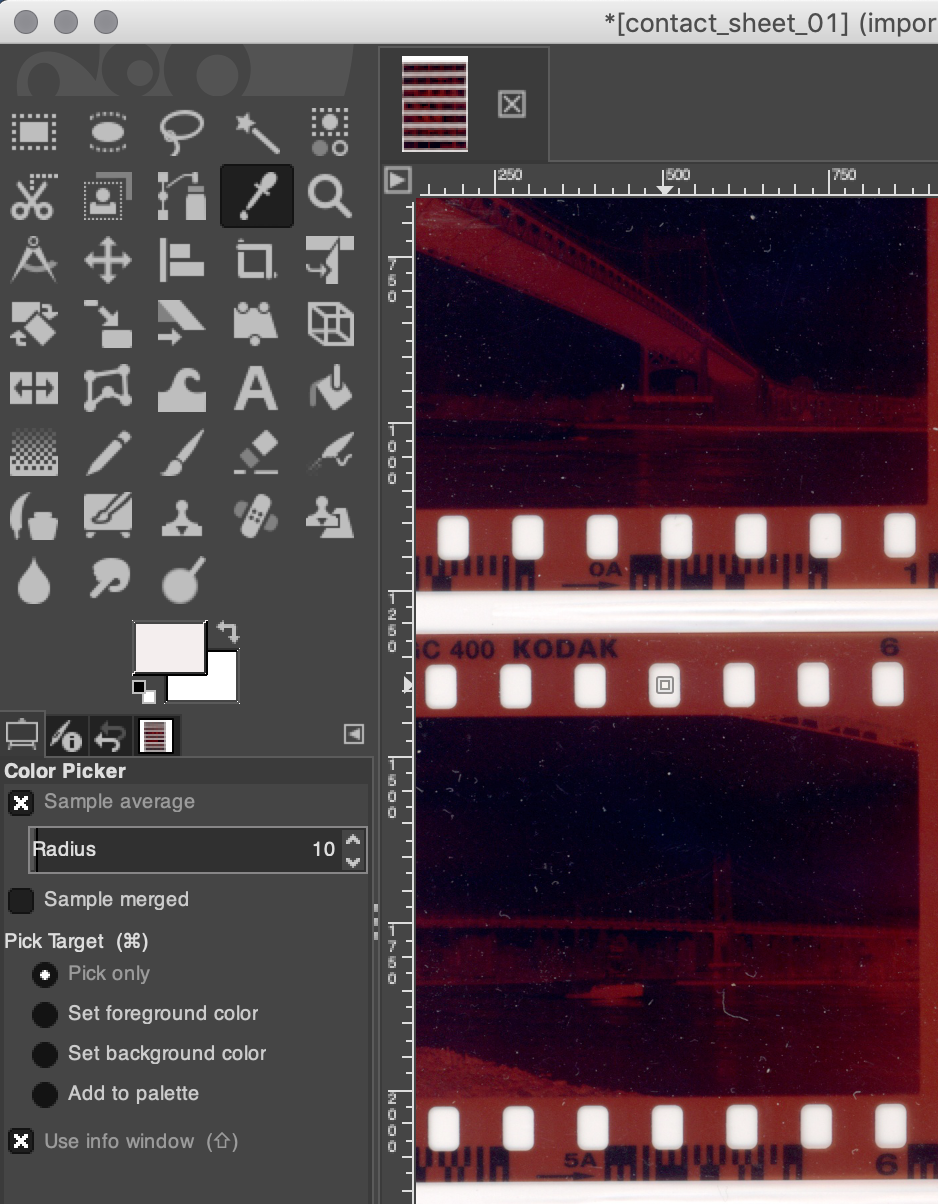 *[contact_sheet_01] (impor
250
500
750
750
1000
0A
1
1250
GC 400 KODAK
6
1500
1750
2000
5A
6
Color Picker
Sample average
Radius 10
Sample merged
Pick Target (⌘)
Pick only
Set foreground color
Set background color
Add to palette
Use info window (⇧)